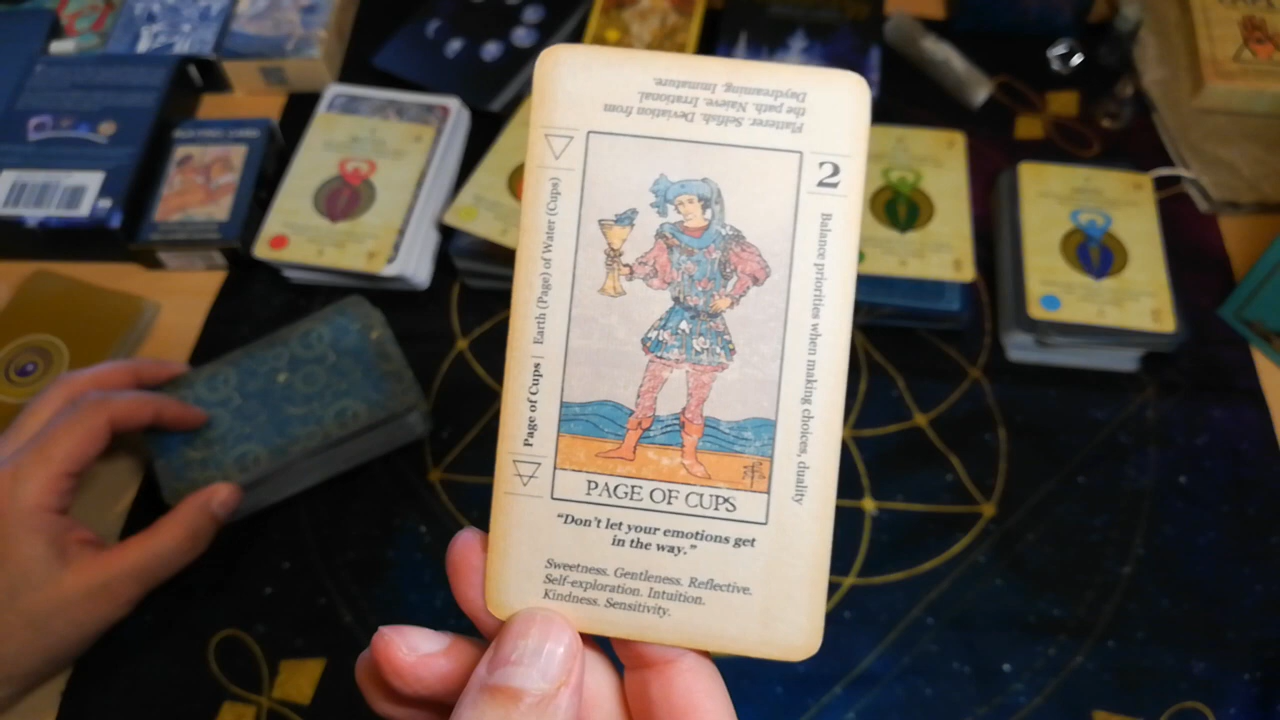 Flatterer. Selfish. Deviation from
the path. Naieve. Irrational.
Daydreaming. Immature.
2
Balance priorities when making choices, duality
Page of Cups | Earth (Page) of Water (Cups)
PAGE OF CUPS
"Don't let your emotions get
in the way."
Sweetness. Gentleness. Reflective.
Self-exploration. Intuition.
Kindness. Sensitivity.